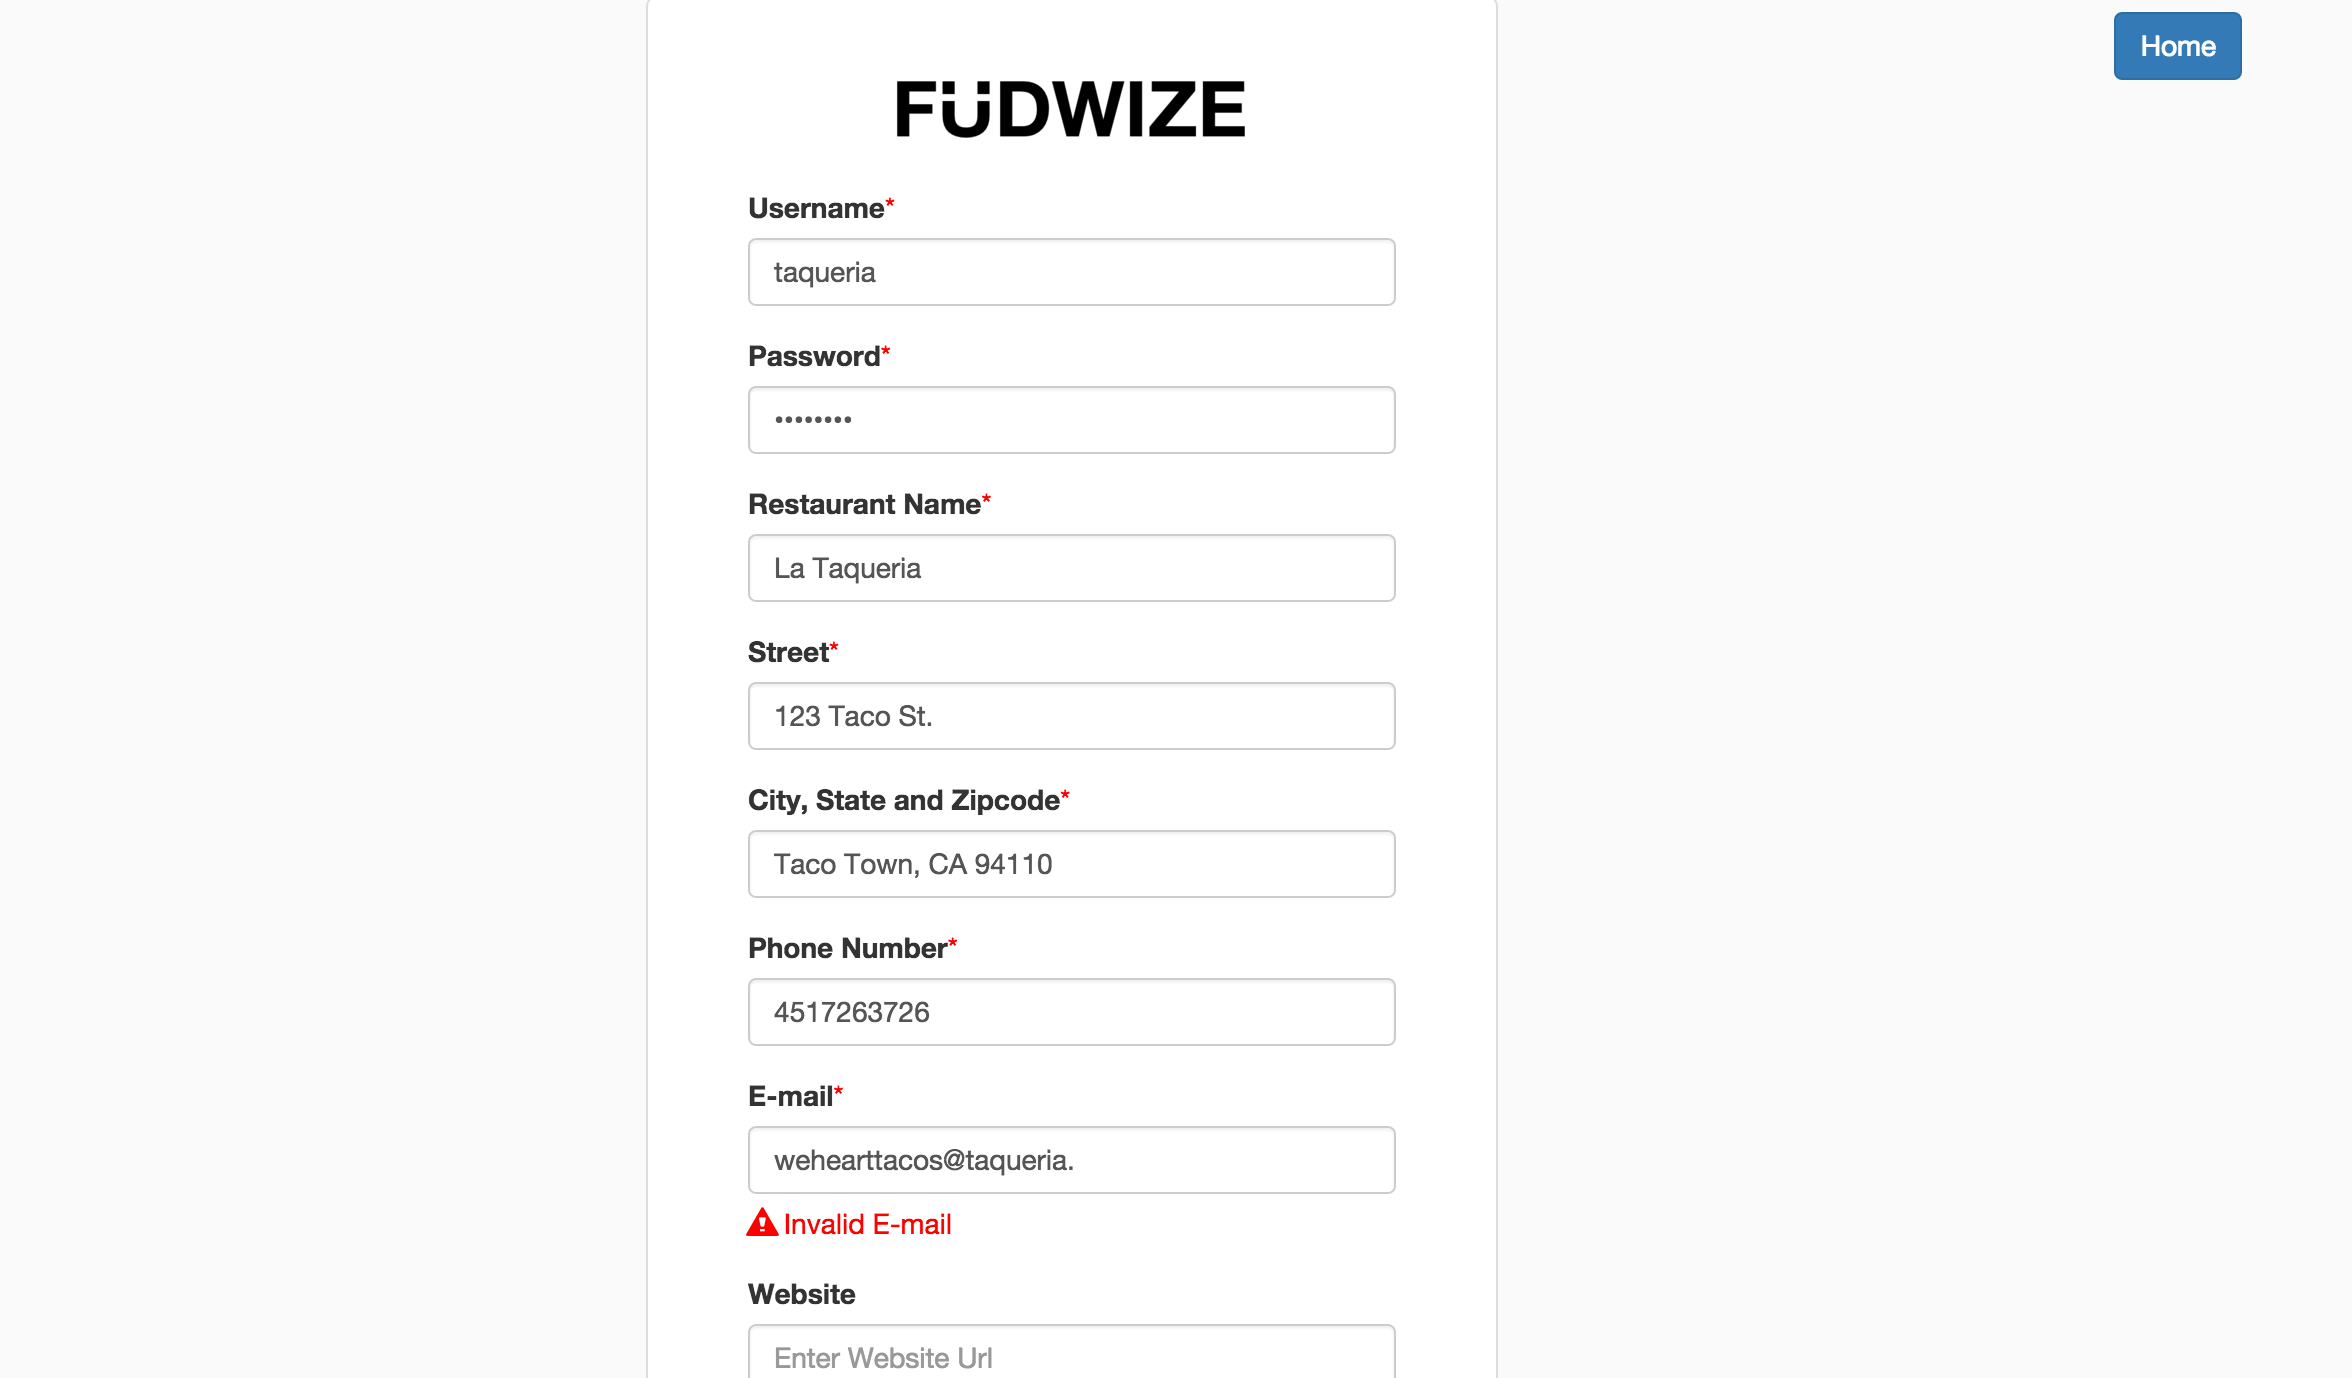 Home
FÜDWIZE
Username*
taqueria
Password*
••••••••
Restaurant Name*
La Taqueria
Street*
123 Taco St.
City, State and Zipcode*
Taco Town, CA 94110
Phone Number*
4517263726
E-mail*
wehearttacos@taqueria.
Invalid E-mail
Website
Enter Website Url